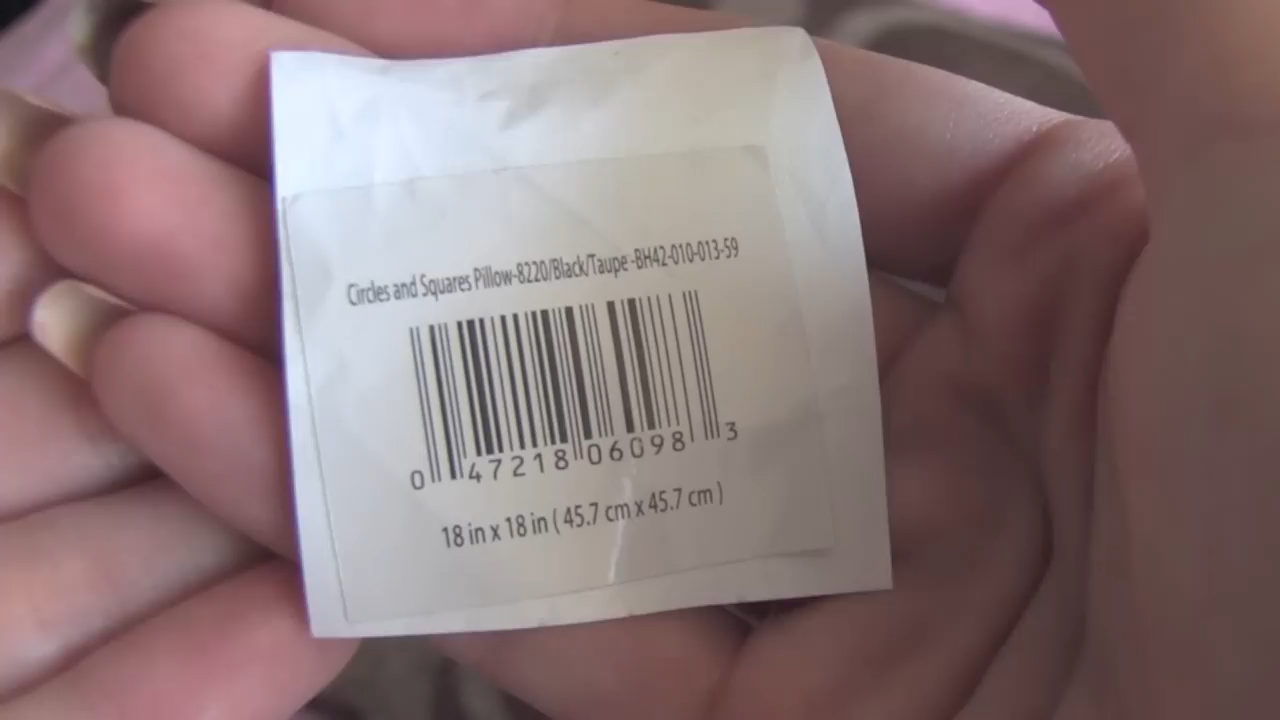 Circles and Squares Pillow-8220/Black/Taupe -BH42-010-013-59
0 47218 06098 3
18 in x 18 in ( 45.7 cm x 45.7 cm )